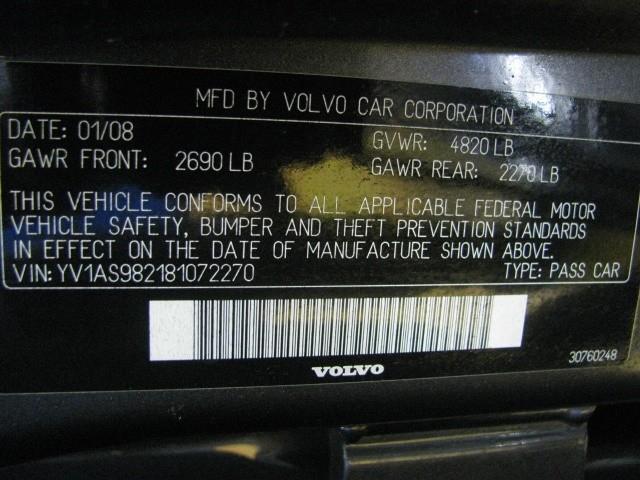 MFD BY VOLVO CAR CORPORATION
DATE: 01/08
GVWR: 4820 LB
GAWR FRONT: 2690 LB
GAWR REAR: 2270 LB
THIS VEHICLE CONFORMS TO ALL APPLICABLE FEDERAL MOTOR
VEHICLE SAFETY, BUMPER AND THEFT PREVENTION STANDARDS
IN EFFECT ON THE DATE OF MANUFACTURE SHOWN ABOVE.
VIN: YV1AS982181072270 TYPE: PASS CAR
30760248
VOLVO